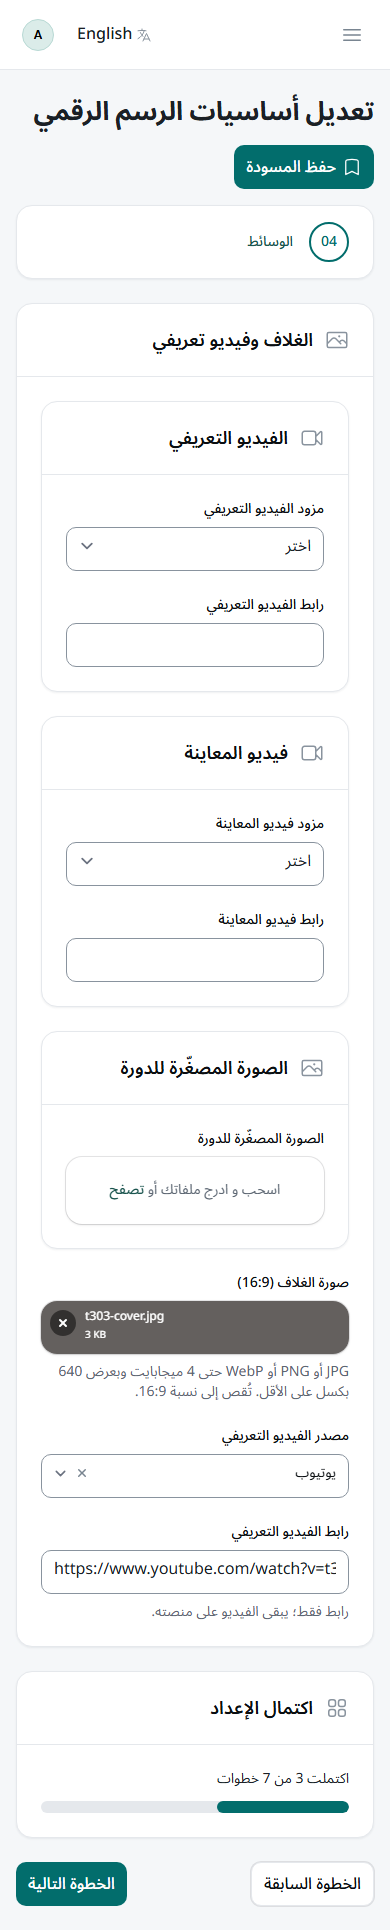 English
A
تعديل أساسيات الرسم الرقمي
حفظ المسودة
04
الوسائط
الغلاف وفيديو تعريفي
الفيديو التعريفي
مزود الفيديو التعريفي
اختر
رابط الفيديو التعريفي
فيديو المعاينة
مزود فيديو المعاينة
اختر
رابط فيديو المعاينة
الصورة المصغّرة للدورة
الصورة المصغّرة للدورة
اسحب و ادرج ملفاتك أو تصفح
صورة الغلاف (16:9)
t303-cover.jpg
3 KB
JPG أو PNG أو WebP حتى 4 ميجابايت وبعرض 640
بكسل على الأقل. تُقص إلى نسبة 16:9.
مصدر الفيديو التعريفي
يوتيوب
رابط الفيديو التعريفي
https://www.youtube.com/watch?v=t3
رابط فقط؛ يبقى الفيديو على منصته.
اكتمال الإعداد
اكتملت 3 من 7 خطوات
الخطوة السابقة
الخطوة التالية